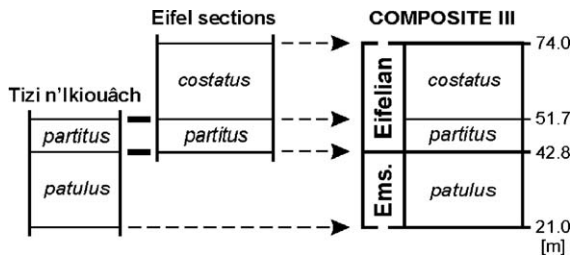 Eifel sections
COMPOSITE III
74.0
costatus
Eifelian
costatus
Tizi n'Ikiouâch
51.7
partitus
partitus
partitus
42.8
patulus
Ems.
patulus
21.0
[m]